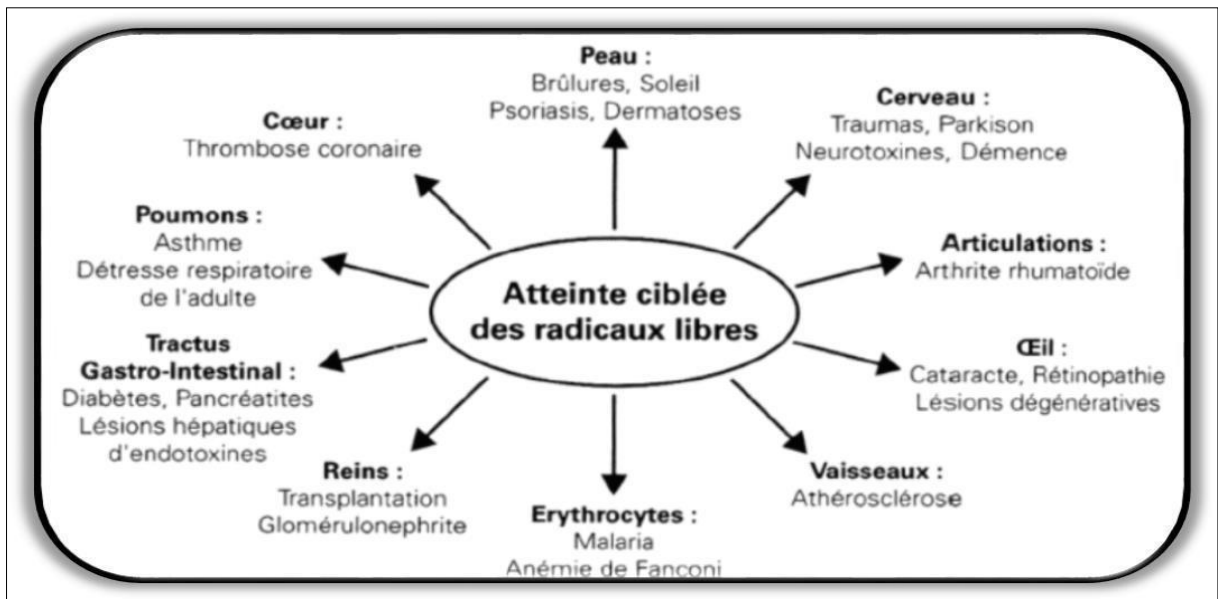 Peau :
Brûlures, Soleil
Psoriasis, Dermatoses
Cerveau :
Traumas, Parkison
Neurotoxines, Démence
Cœur :
Thrombose coronaire
Poumons :
Asthme
Détresse respiratoire
de l'adulte
Articulations :
Arthrite rhumatoïde
Atteinte ciblée
des radicaux libres
Tractus
Gastro-Intestinal :
Diabètes, Pancréatites
Lésions hépatiques
d'endotoxines
Œil :
Cataracte, Rétinopathie
Lésions dégénératives
Reins :
Transplantation
Glomérulonephrite
Erythrocytes :
Malaria
Anémie de Fanconi
Vaisseaux :
Athérosclérose